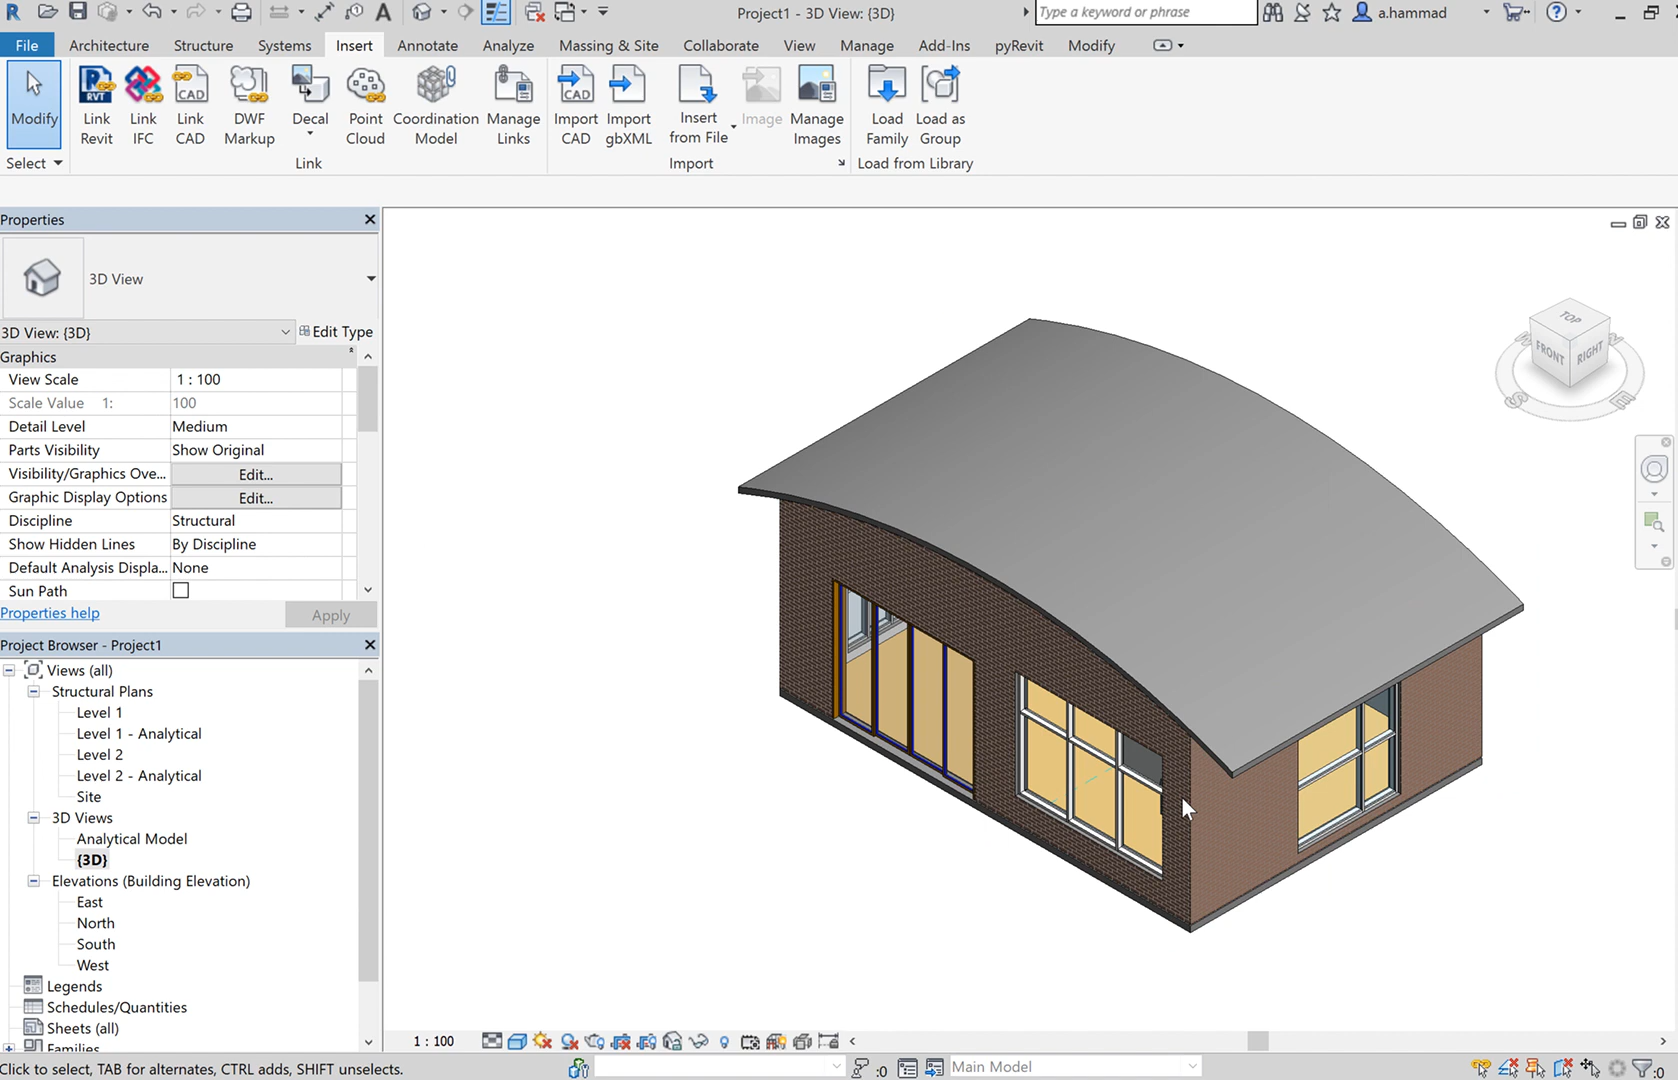 Project1 - 3D View: {3D}
Type a keyword or phrase
a.hammad
File
Architecture
Structure
Systems
Insert
Annotate
Analyze
Massing & Site
Collaborate
View
Manage
Add-Ins
pyRevit
Modify
Modify
Link Revit
Link IFC
Link CAD
DWF Markup
Decal
Point Cloud
Coordination Model
Manage Links
Import CAD
Import gbXML
Insert from File
Image
Manage Images
Load Family
Load as Group
RVT
CAD
CAD
Select
Link
Import
Load from Library
Properties
3D View
3D View: {3D}
Edit Type
Graphics
View Scale 1 : 100
Scale Value 1: 100
Detail Level Medium
Parts Visibility Show Original
Visibility/Graphics Ove... Edit...
Graphic Display Options Edit...
Discipline Structural
Show Hidden Lines By Discipline
Default Analysis Displa... None
Sun Path
Properties help
Apply
Project Browser - Project1
Views (all)
Structural Plans
Level 1
Level 1 - Analytical
Level 2
Level 2 - Analytical
Site
3D Views
Analytical Model
{3D}
Elevations (Building Elevation)
East
North
South
West
Legends
Schedules/Quantities
Sheets (all)
Families
TOP
FRONT
RIGHT
S
E
1 : 100
Click to select, TAB for alternates, CTRL adds, SHIFT unselects.
:0
Main Model
:0